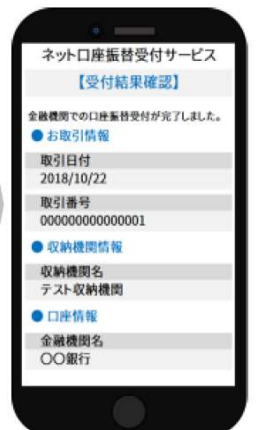 ネット口座振替受付サービス
【受付結果確認】
金融機関での口座振替受付が完了しました。
● お取引情報
取引日付
2018/10/22
取引番号
000000000000001
● 収納機関情報
収納機関名
テスト収納機関
● 口座情報
金融機関名
〇〇銀行